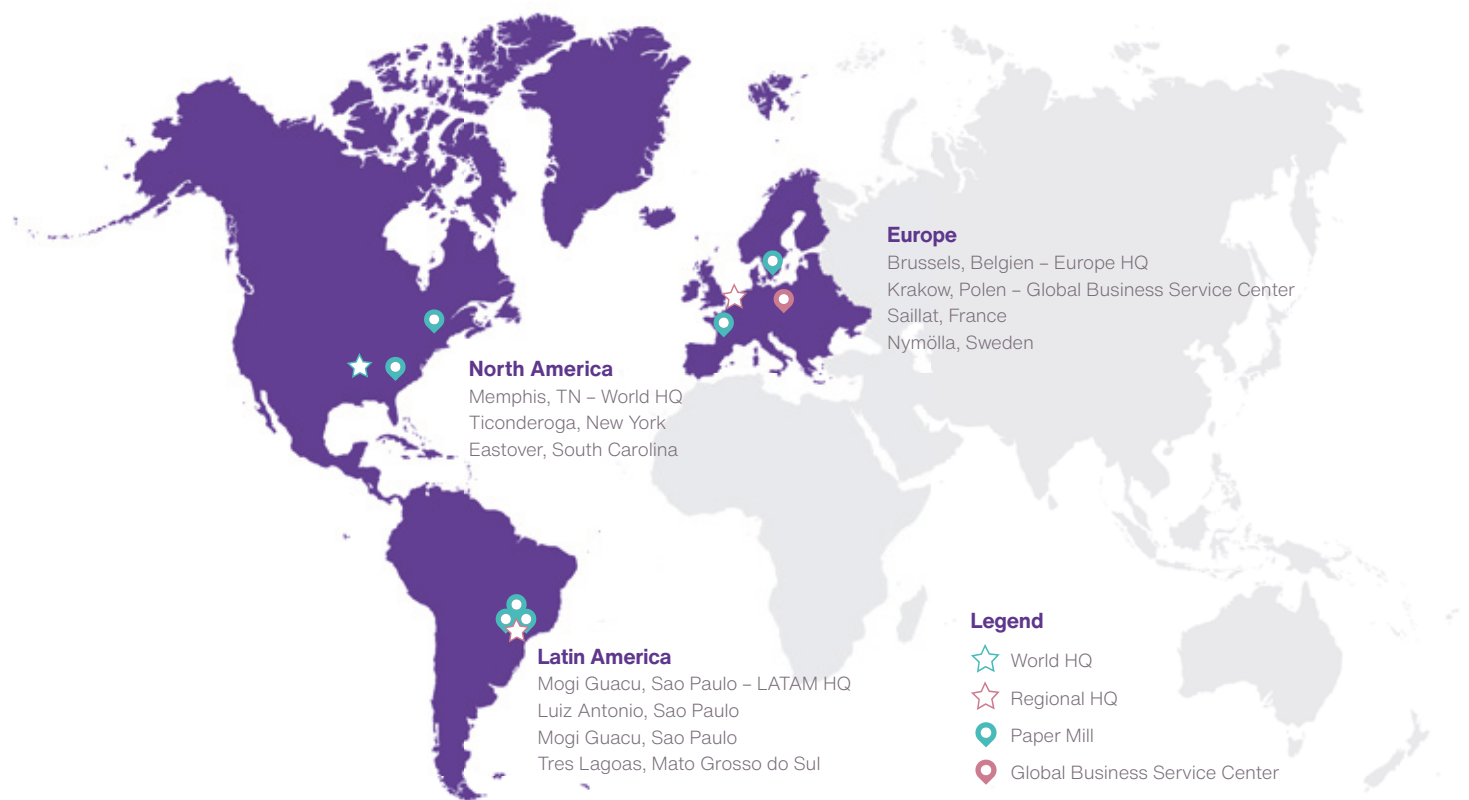 Europe
Brussels, Belgien – Europe HQ
Krakow, Polen – Global Business Service Center
Saillat, France
Nymölla, Sweden
North America
Memphis, TN – World HQ
Ticonderoga, New York
Eastover, South Carolina
Latin America
Mogi Guacu, Sao Paulo – LATAM HQ
Luiz Antonio, Sao Paulo
Mogi Guacu, Sao Paulo
Tres Lagoas, Mato Grosso do Sul
Legend
World HQ
Regional HQ
Paper Mill
Global Business Service Center